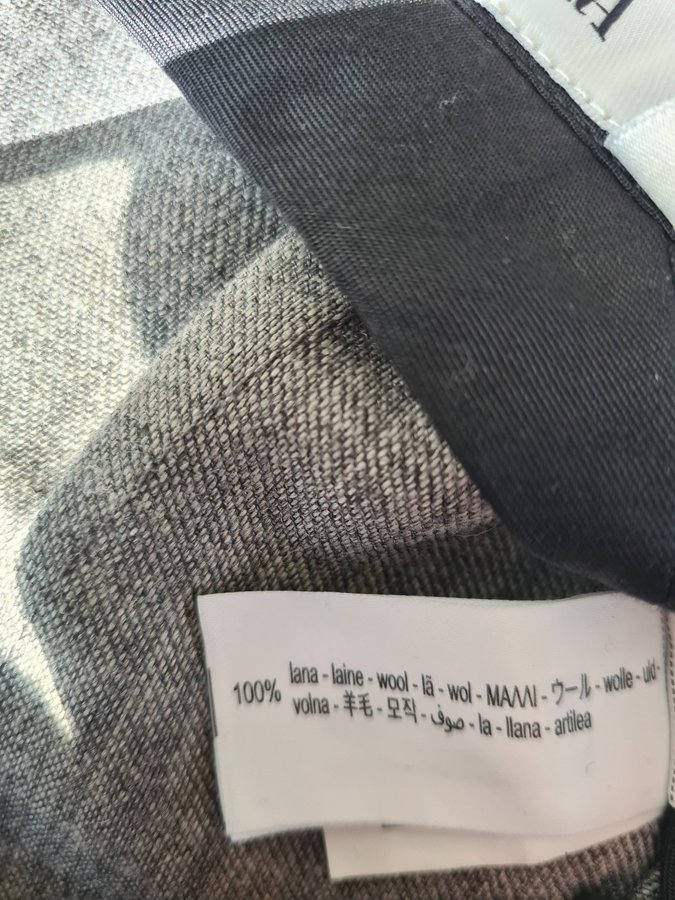 100% lana - laine - wool - lã - wol - ΜΑΛΛΙ - ウール - wolle - uld -
volna - 羊毛 - 모직 - صوف - la - llana - artilea